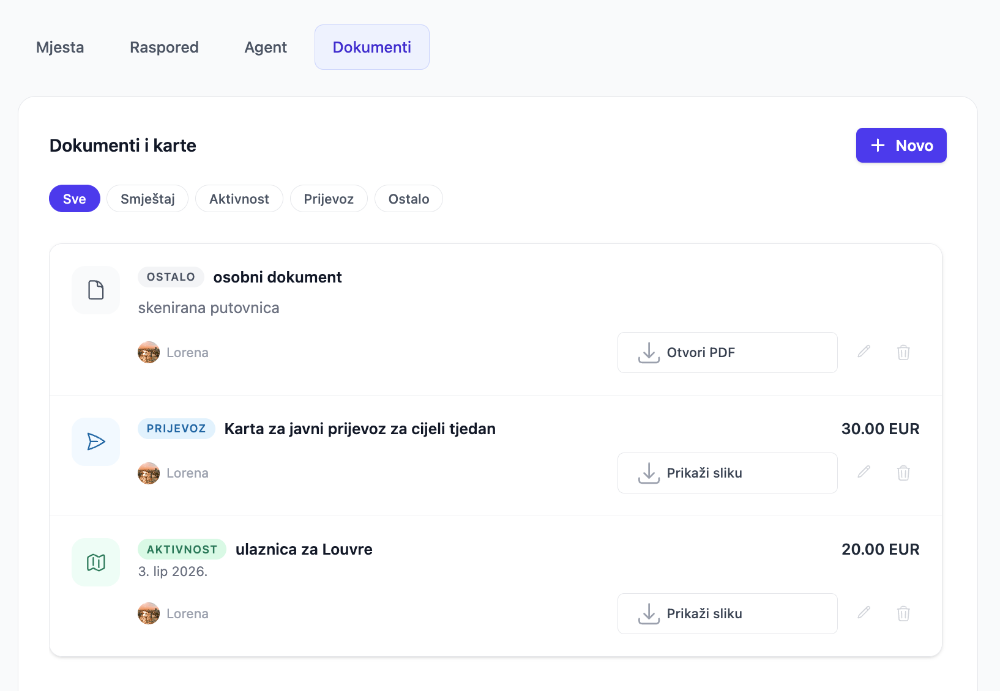 Mjesta Raspored Agent Dokumenti
Dokumenti i karte
Novo
Sve Smještaj Aktivnost Prijevoz Ostalo
OSTALO osobni dokument
skenirana putovnica
Lorena Otvori PDF
PRIJEVOZ Karta za javni prijevoz za cijeli tjedan 30.00 EUR
Lorena Prikaži sliku
AKTIVNOST ulaznica za Louvre 20.00 EUR
3. lip 2026.
Lorena Prikaži sliku